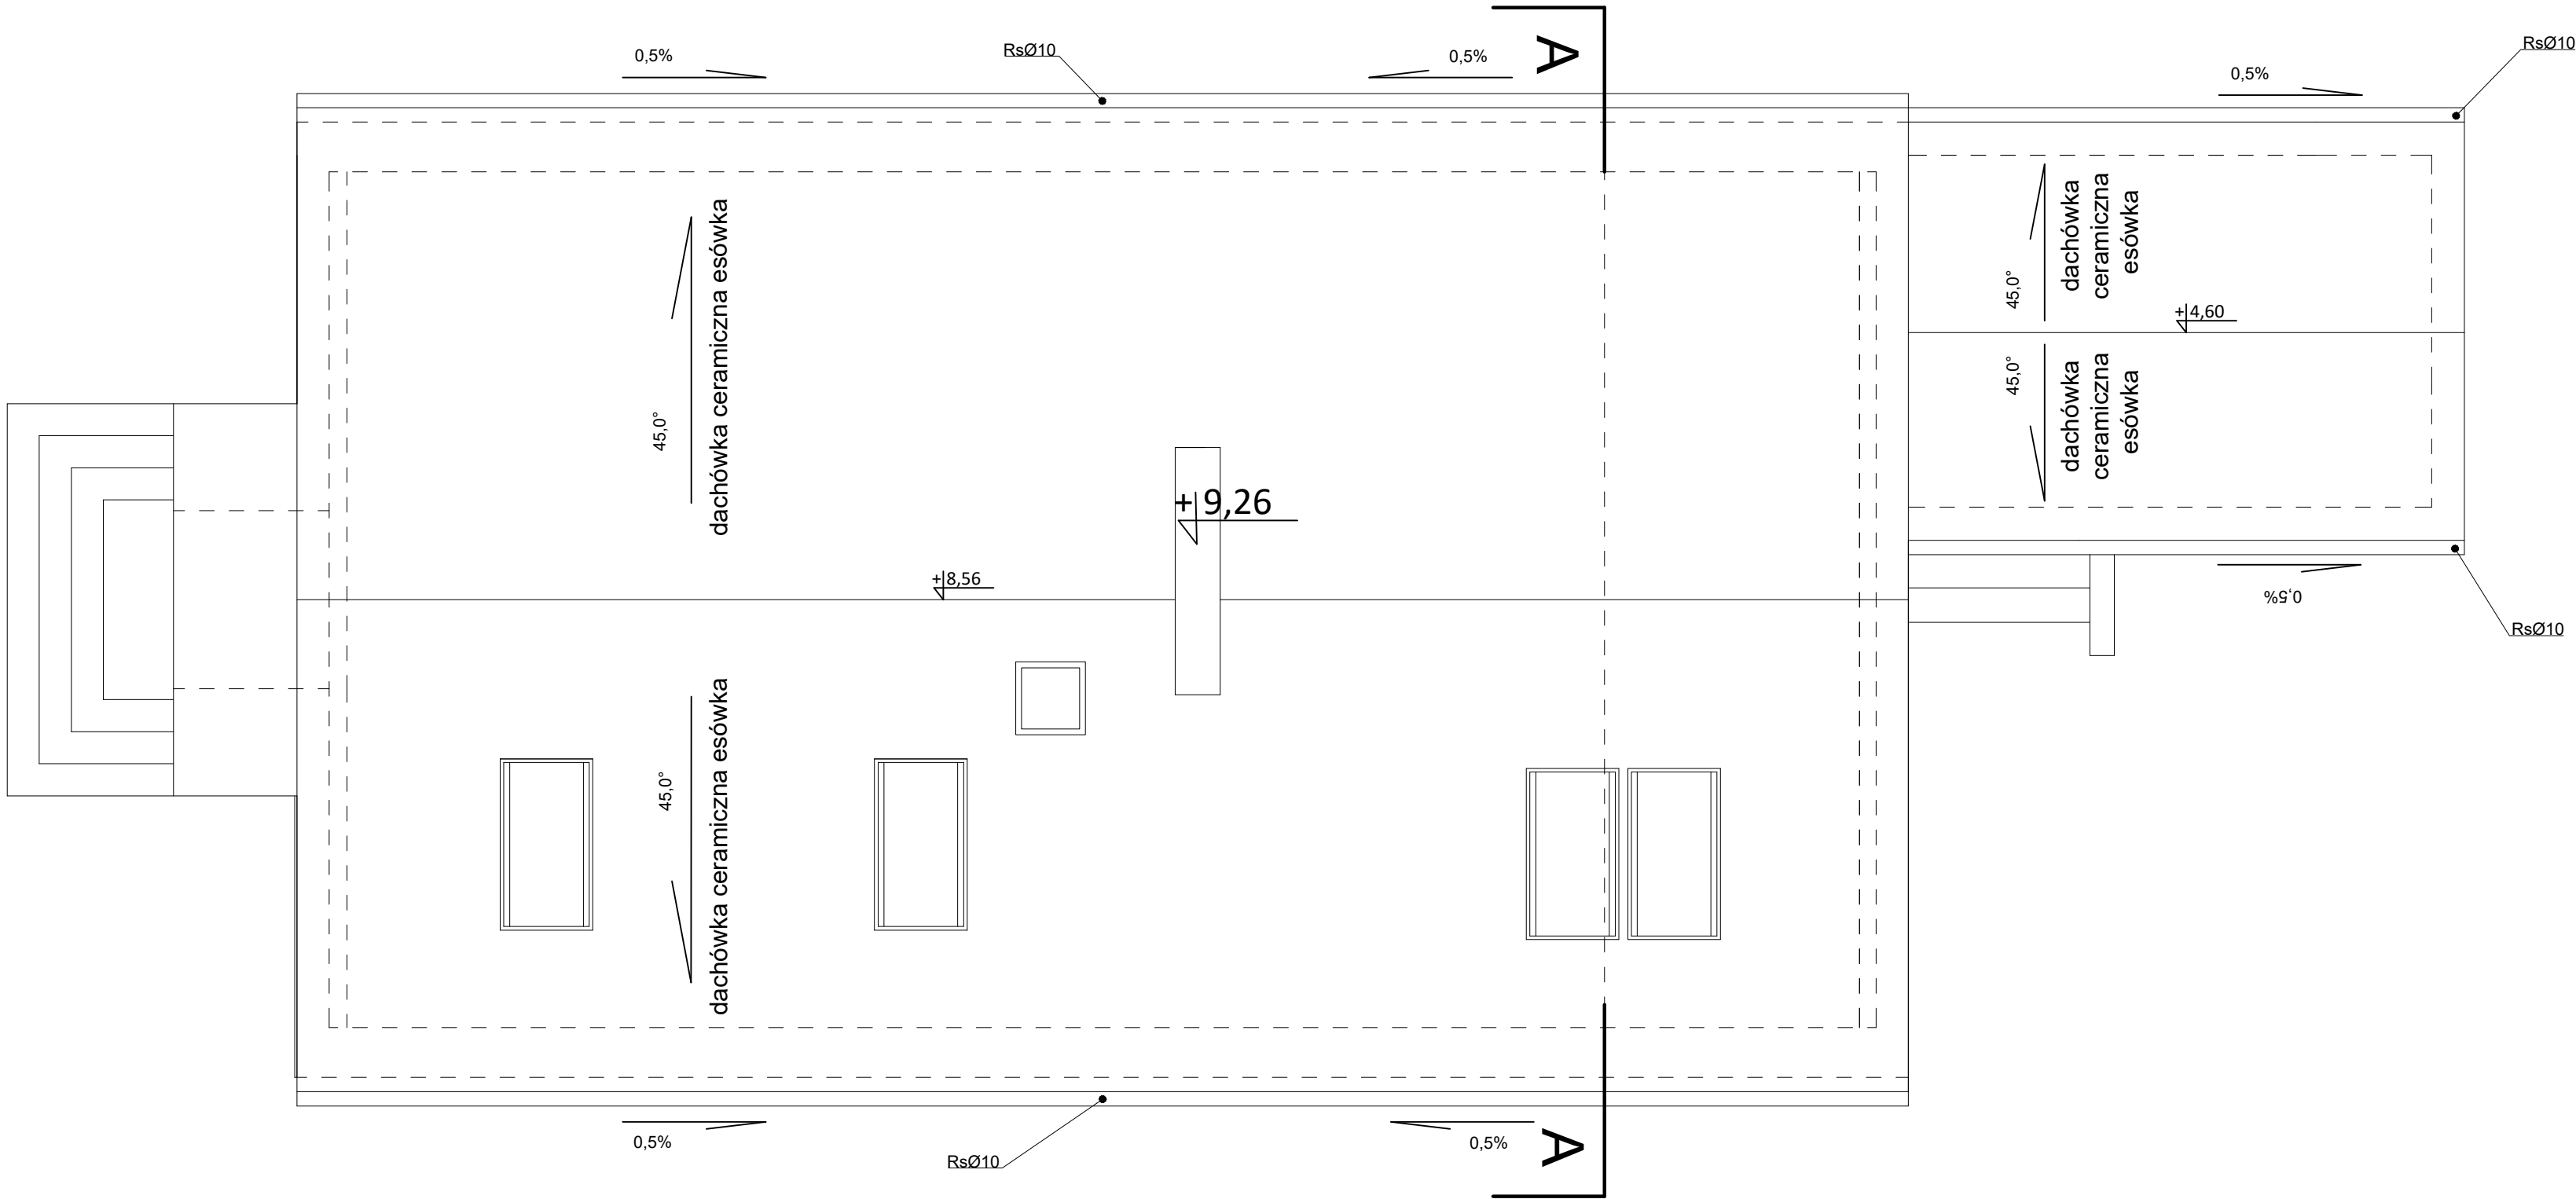 0,5%
RsØ10
0,5%
A
0,5%
RsØ10
45,0°
dachówka ceramiczna esówka
45,0°
dachówka
ceramiczna
esówka
+4,60
45,0°
dachówka
ceramiczna
esówka
+9,26
+8,56
0,5%
RsØ10
45,0°
dachówka ceramiczna esówka
0,5%
RsØ10
0,5%
A